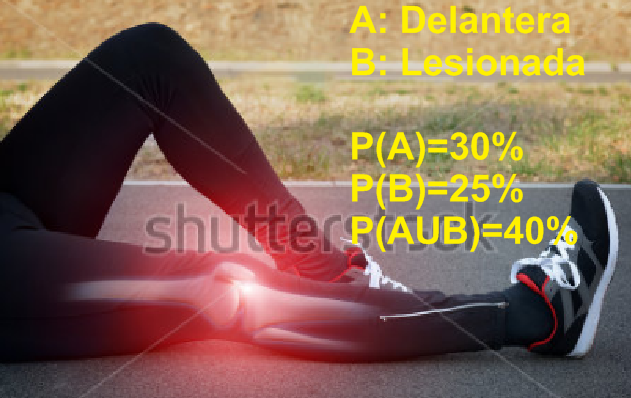 A: Delantera
B: Lesionada
P(A)=30%
P(B)=25%
P(AUB)=40%
shutterstock